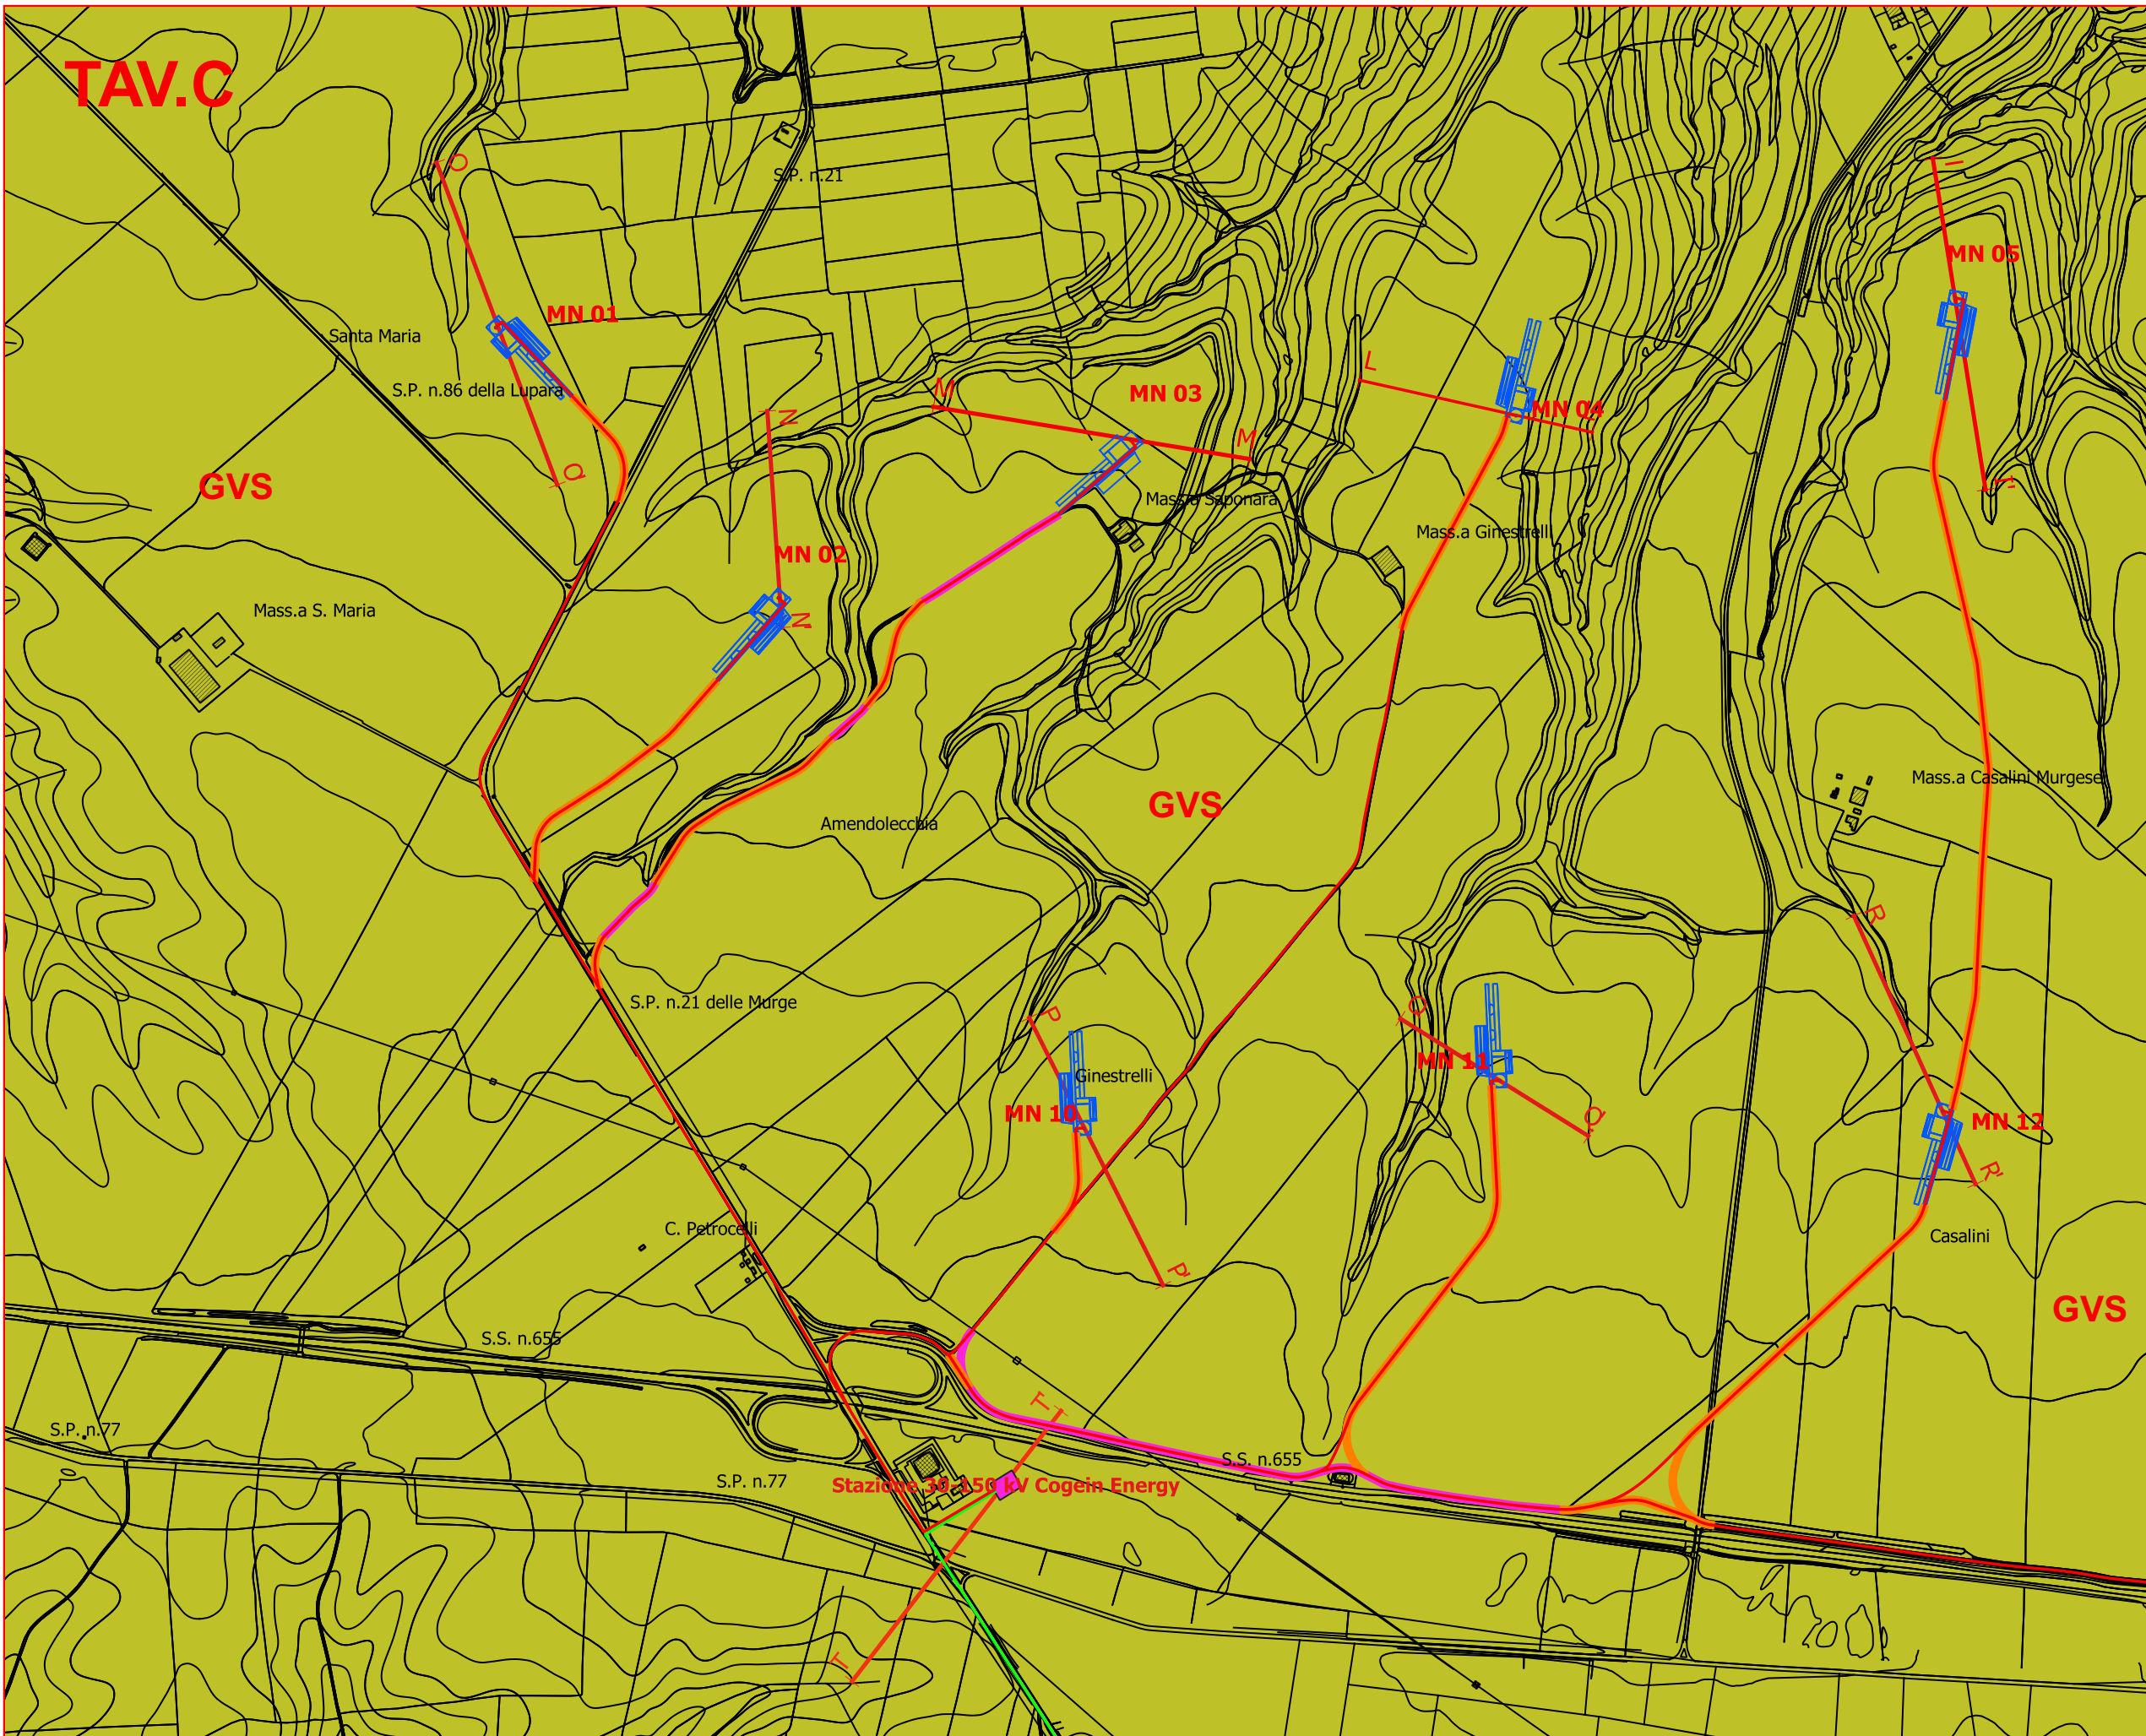 TAV.C
O
S.P. n.21
I
MN 05
MN 01
Santa Maria
S.P. n.86 della Lupara
L
M
MN 03
MN 04
N
M'
GVS
O'
I'
Mass.a Saponara
Mass.a Ginestrelli
MN 02
Mass.a S. Maria
N'
Mass.a Casalini Murgese
GVS
Amendolecchia
R
S.P. n.21 delle Murge
P
Q
MN 11
Ginestrelli
MN 10
Q'
MN 12
R'
C. Petrocelli
Casalini
P'
GVS
S.S. n.655
T'
S.P. n.77
S.S. n.655
S.P. n.77
Stazione 30-150 kV Cogein Energy
T